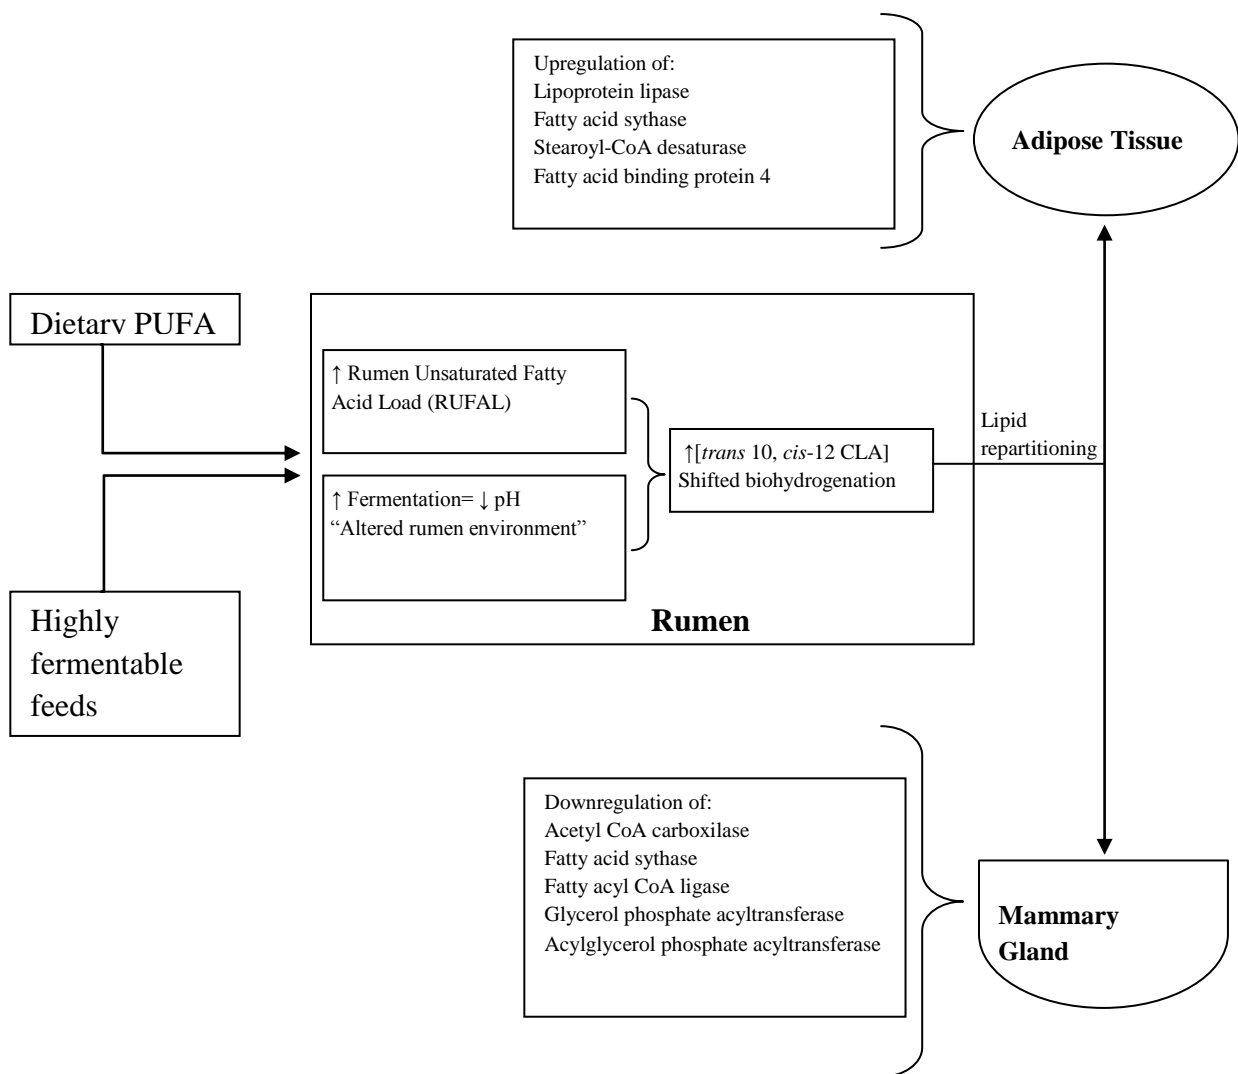 Upregulation of:
Lipoprotein lipase
Fatty acid sythase
Stearoyl-CoA desaturase
Fatty acid binding protein 4
Adipose Tissue
Dietary PUFA
↑ Rumen Unsaturated Fatty
Acid Load (RUFAL)
↑ Fermentation= ↓ pH
“Altered rumen environment”
↑[trans 10, cis-12 CLA]
Shifted biohydrogenation
Lipid
repartitioning
Rumen
Highly
fermentable
feeds
Downregulation of:
Acetyl CoA carboxilase
Fatty acid sythase
Fatty acyl CoA ligase
Glycerol phosphate acyltransferase
Acylglycerol phosphate acyltransferase
Mammary
Gland